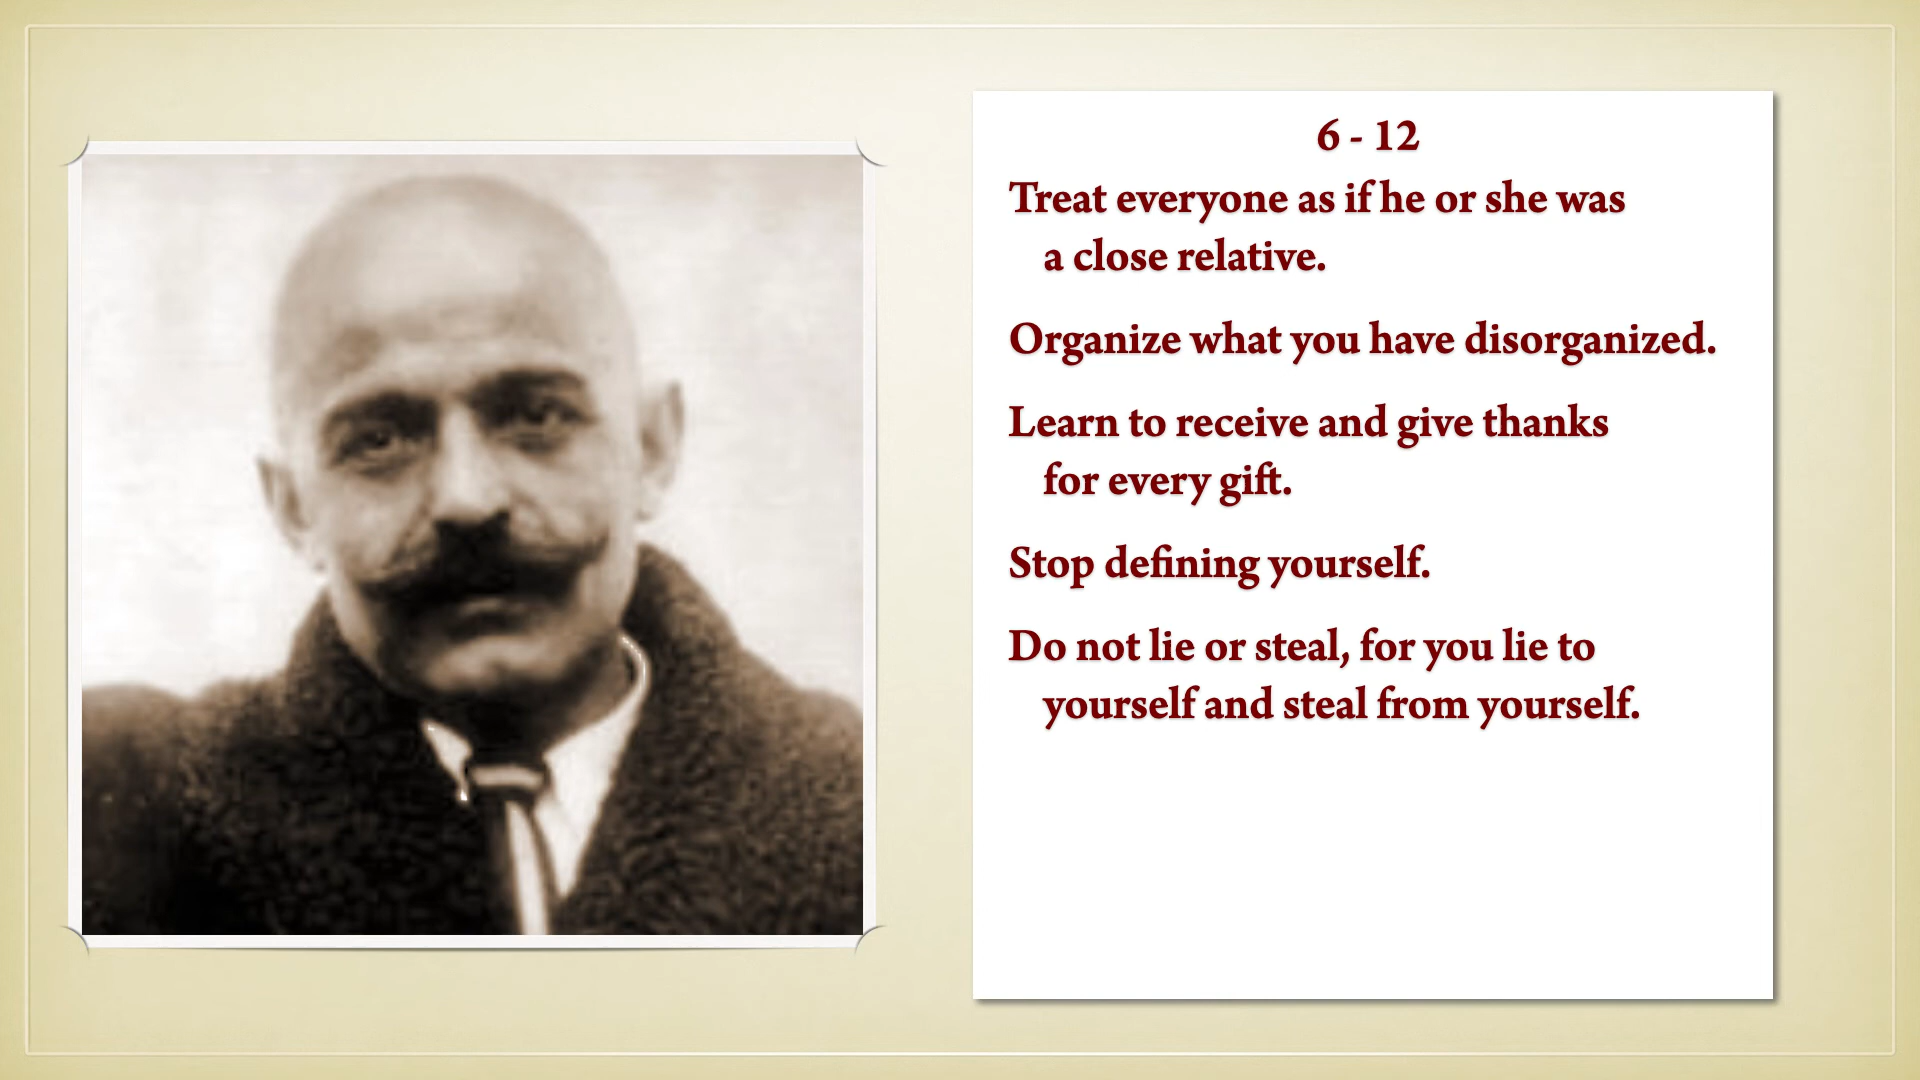 6 - 12
Treat everyone as if he or she was
a close relative.
Organize what you have disorganized.
Learn to receive and give thanks
for every gift.
Stop defining yourself.
Do not lie or steal, for you lie to
yourself and steal from yourself.